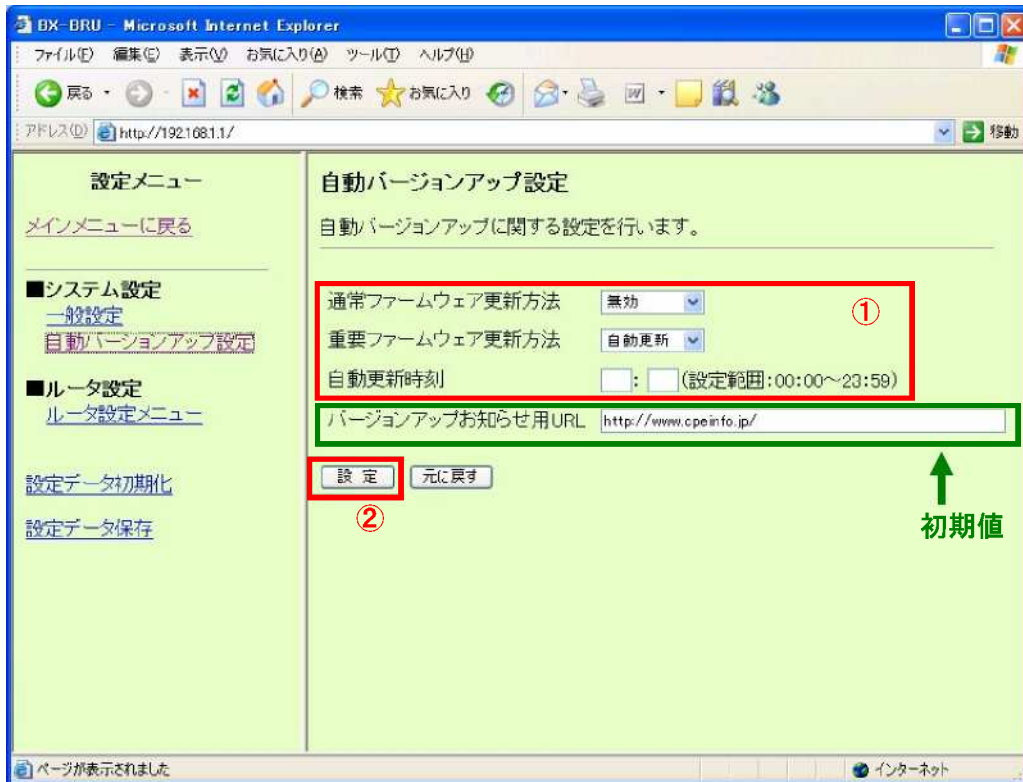 BX-BRU - Microsoft Internet Explorer
ファイル(F) 編集(E) 表示(V) お気に入り(A) ツール(T) ヘルプ(H)
戻る 検索 お気に入り
アドレス(D) http://192.168.1.1/ 移動
設定メニュー
メインメニューに戻る
■システム設定
一般設定
自動バージョンアップ設定
■ルータ設定
ルータ設定メニュー
設定データ初期化
設定データ保存
自動バージョンアップ設定
自動バージョンアップに関する設定を行います。
通常ファームウェア更新方法 無効
①
重要ファームウェア更新方法 自動更新
自動更新時刻 : (設定範囲:00:00～23:59)
バージョンアップお知らせ用URL http://www.cpeinfo.jp/
設 定 元に戻す
②
初期値
ページが表示されました インターネット